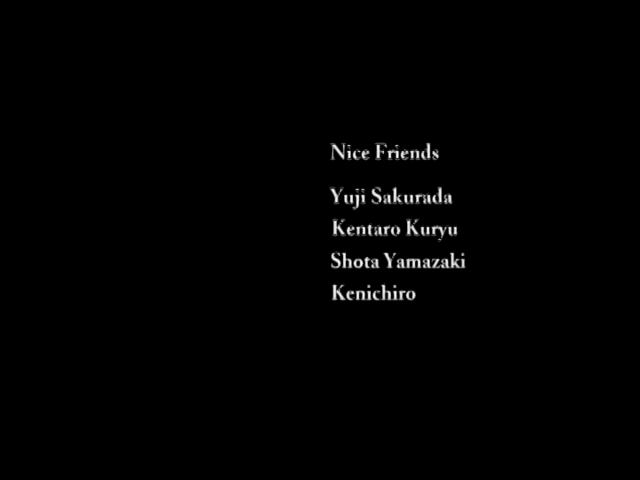 Nice Friends
Yuji Sakurada
Kentaro Kuryu
Shota Yamazaki
Kenichiro